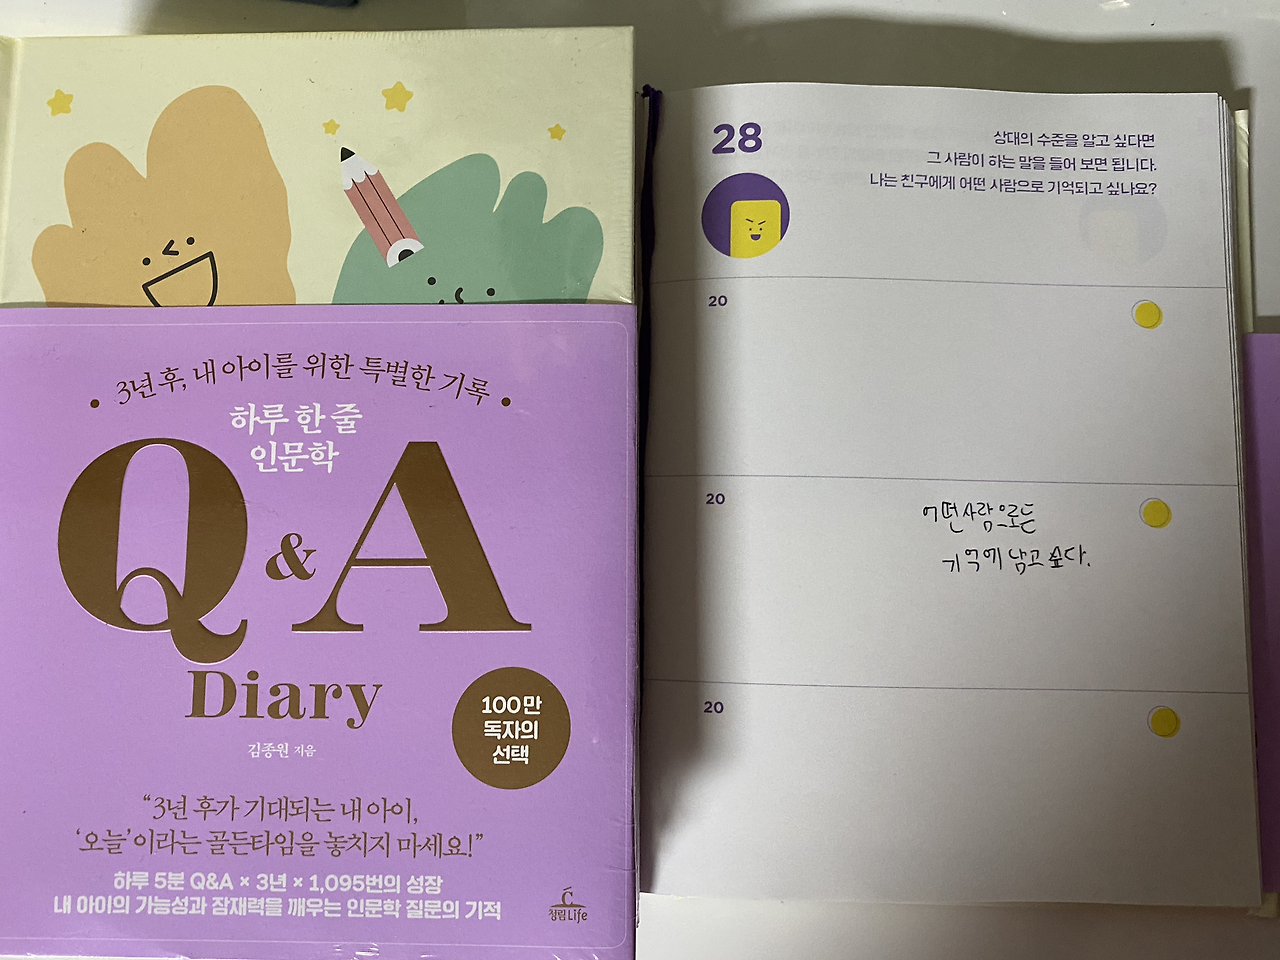 3년 후, 내 아이를 위한 특별한 기록
하루 한 줄
인문학
Q & A
Diary
김종원 지음
100만
독자의
선택
“3년 후가 기대되는 내 아이,
‘오늘’이라는 골든타임을 놓치지 마세요!”
하루 5분 Q&A × 3년 × 1,095번의 성장
내 아이의 가능성과 잠재력을 깨우는 인문학 질문의 기적
청림Life
28
상대의 수준을 알고 싶다면
그 사람이 하는 말을 들어 보면 됩니다.
나는 친구에게 어떤 사람으로 기억되고 싶나요?
20
20
어떤 사람으로든
기억에 남고 싶다.
20